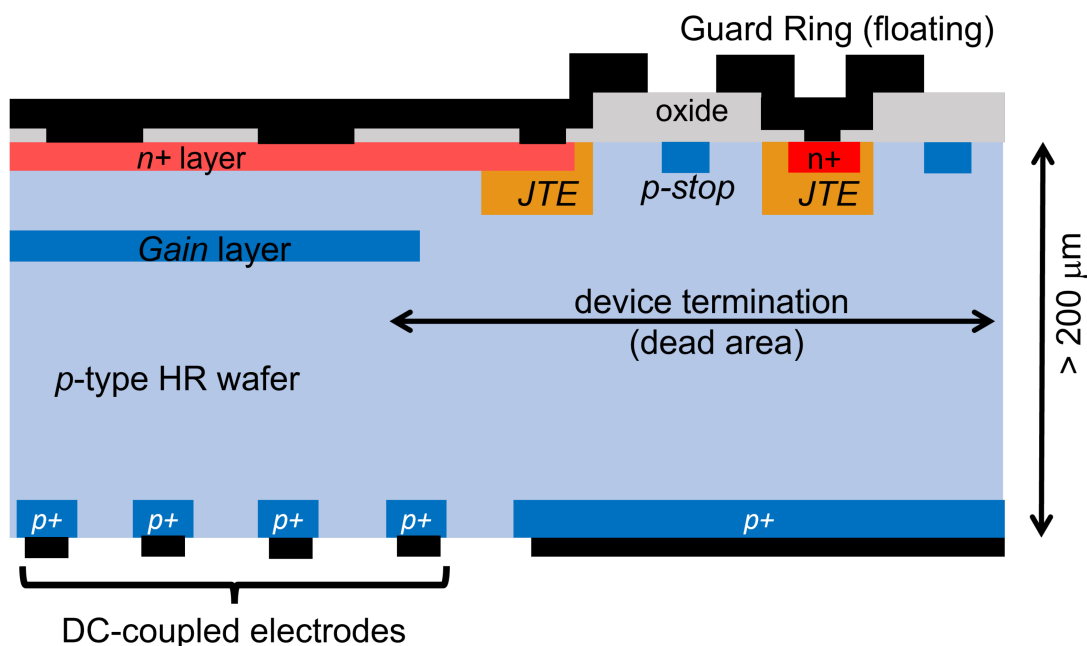 Guard Ring (floating)
oxide
n+ layer
n+
JTE
p-stop
JTE
Gain layer
device termination
(dead area)
> 200 μm
p-type HR wafer
p+
p+
p+
p+
p+
DC-coupled electrodes